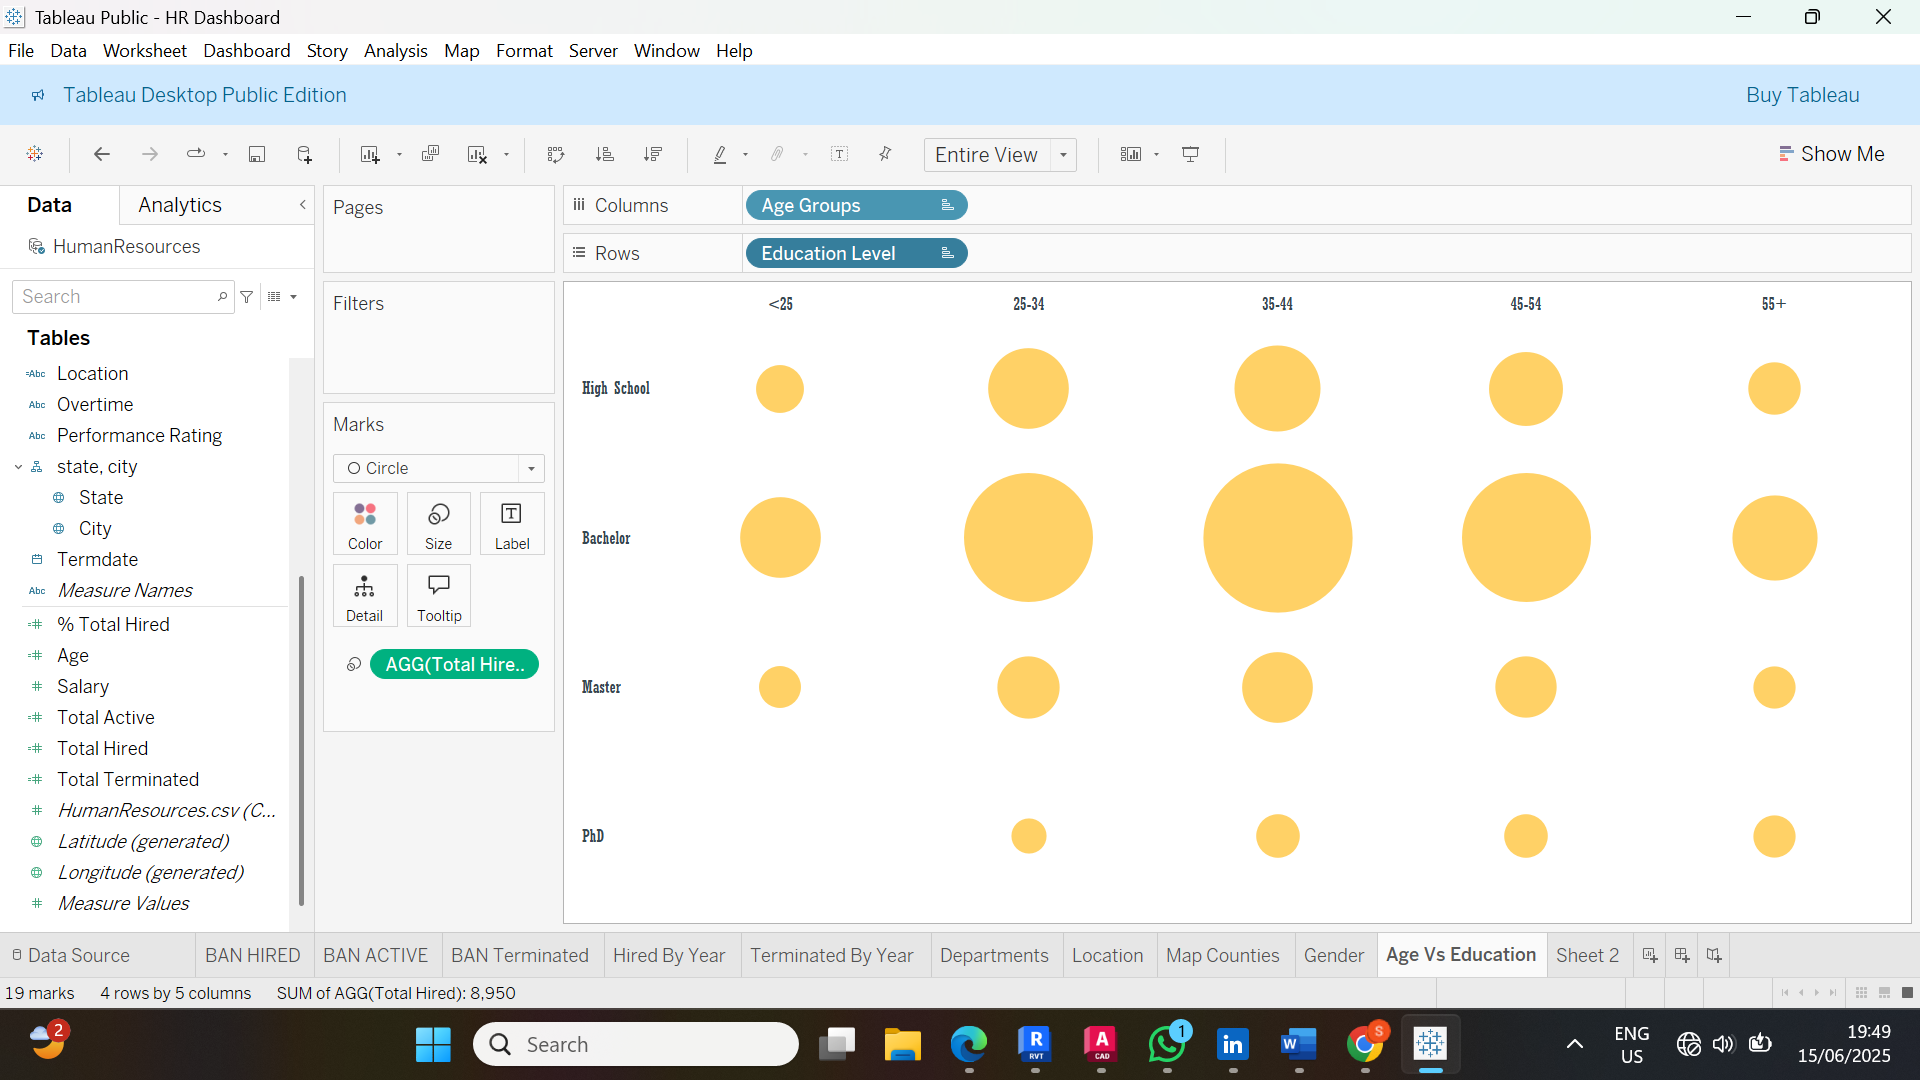 Tableau Public - HR Dashboard
File Data Worksheet Dashboard Story Analysis Map Format Server Window Help
Tableau Desktop Public Edition Buy Tableau
Entire View Show Me
Data Analytics
HumanResources
Search
Tables
Location
Overtime
Performance Rating
state, city
State
City
Termdate
Measure Names
% Total Hired
Age
Salary
Total Active
Total Hired
Total Terminated
HumanResources.csv (C...
Latitude (generated)
Longitude (generated)
Measure Values
Pages
Filters
Marks
Circle
Color Size Label
Detail Tooltip
AGG(Total Hire..
Columns Age Groups
Rows Education Level
<25 25-34 35-44 45-54 55+
High School
Bachelor
Master
PhD
Data Source BAN HIRED BAN ACTIVE BAN Terminated Hired By Year Terminated By Year Departments Location Map Counties Gender Age Vs Education Sheet 2
19 marks 4 rows by 5 columns SUM of AGG(Total Hired): 8,950
2
Search
R
RVT
A
CAD
1
in
W
S
ENG
US
19:49
15/06/2025